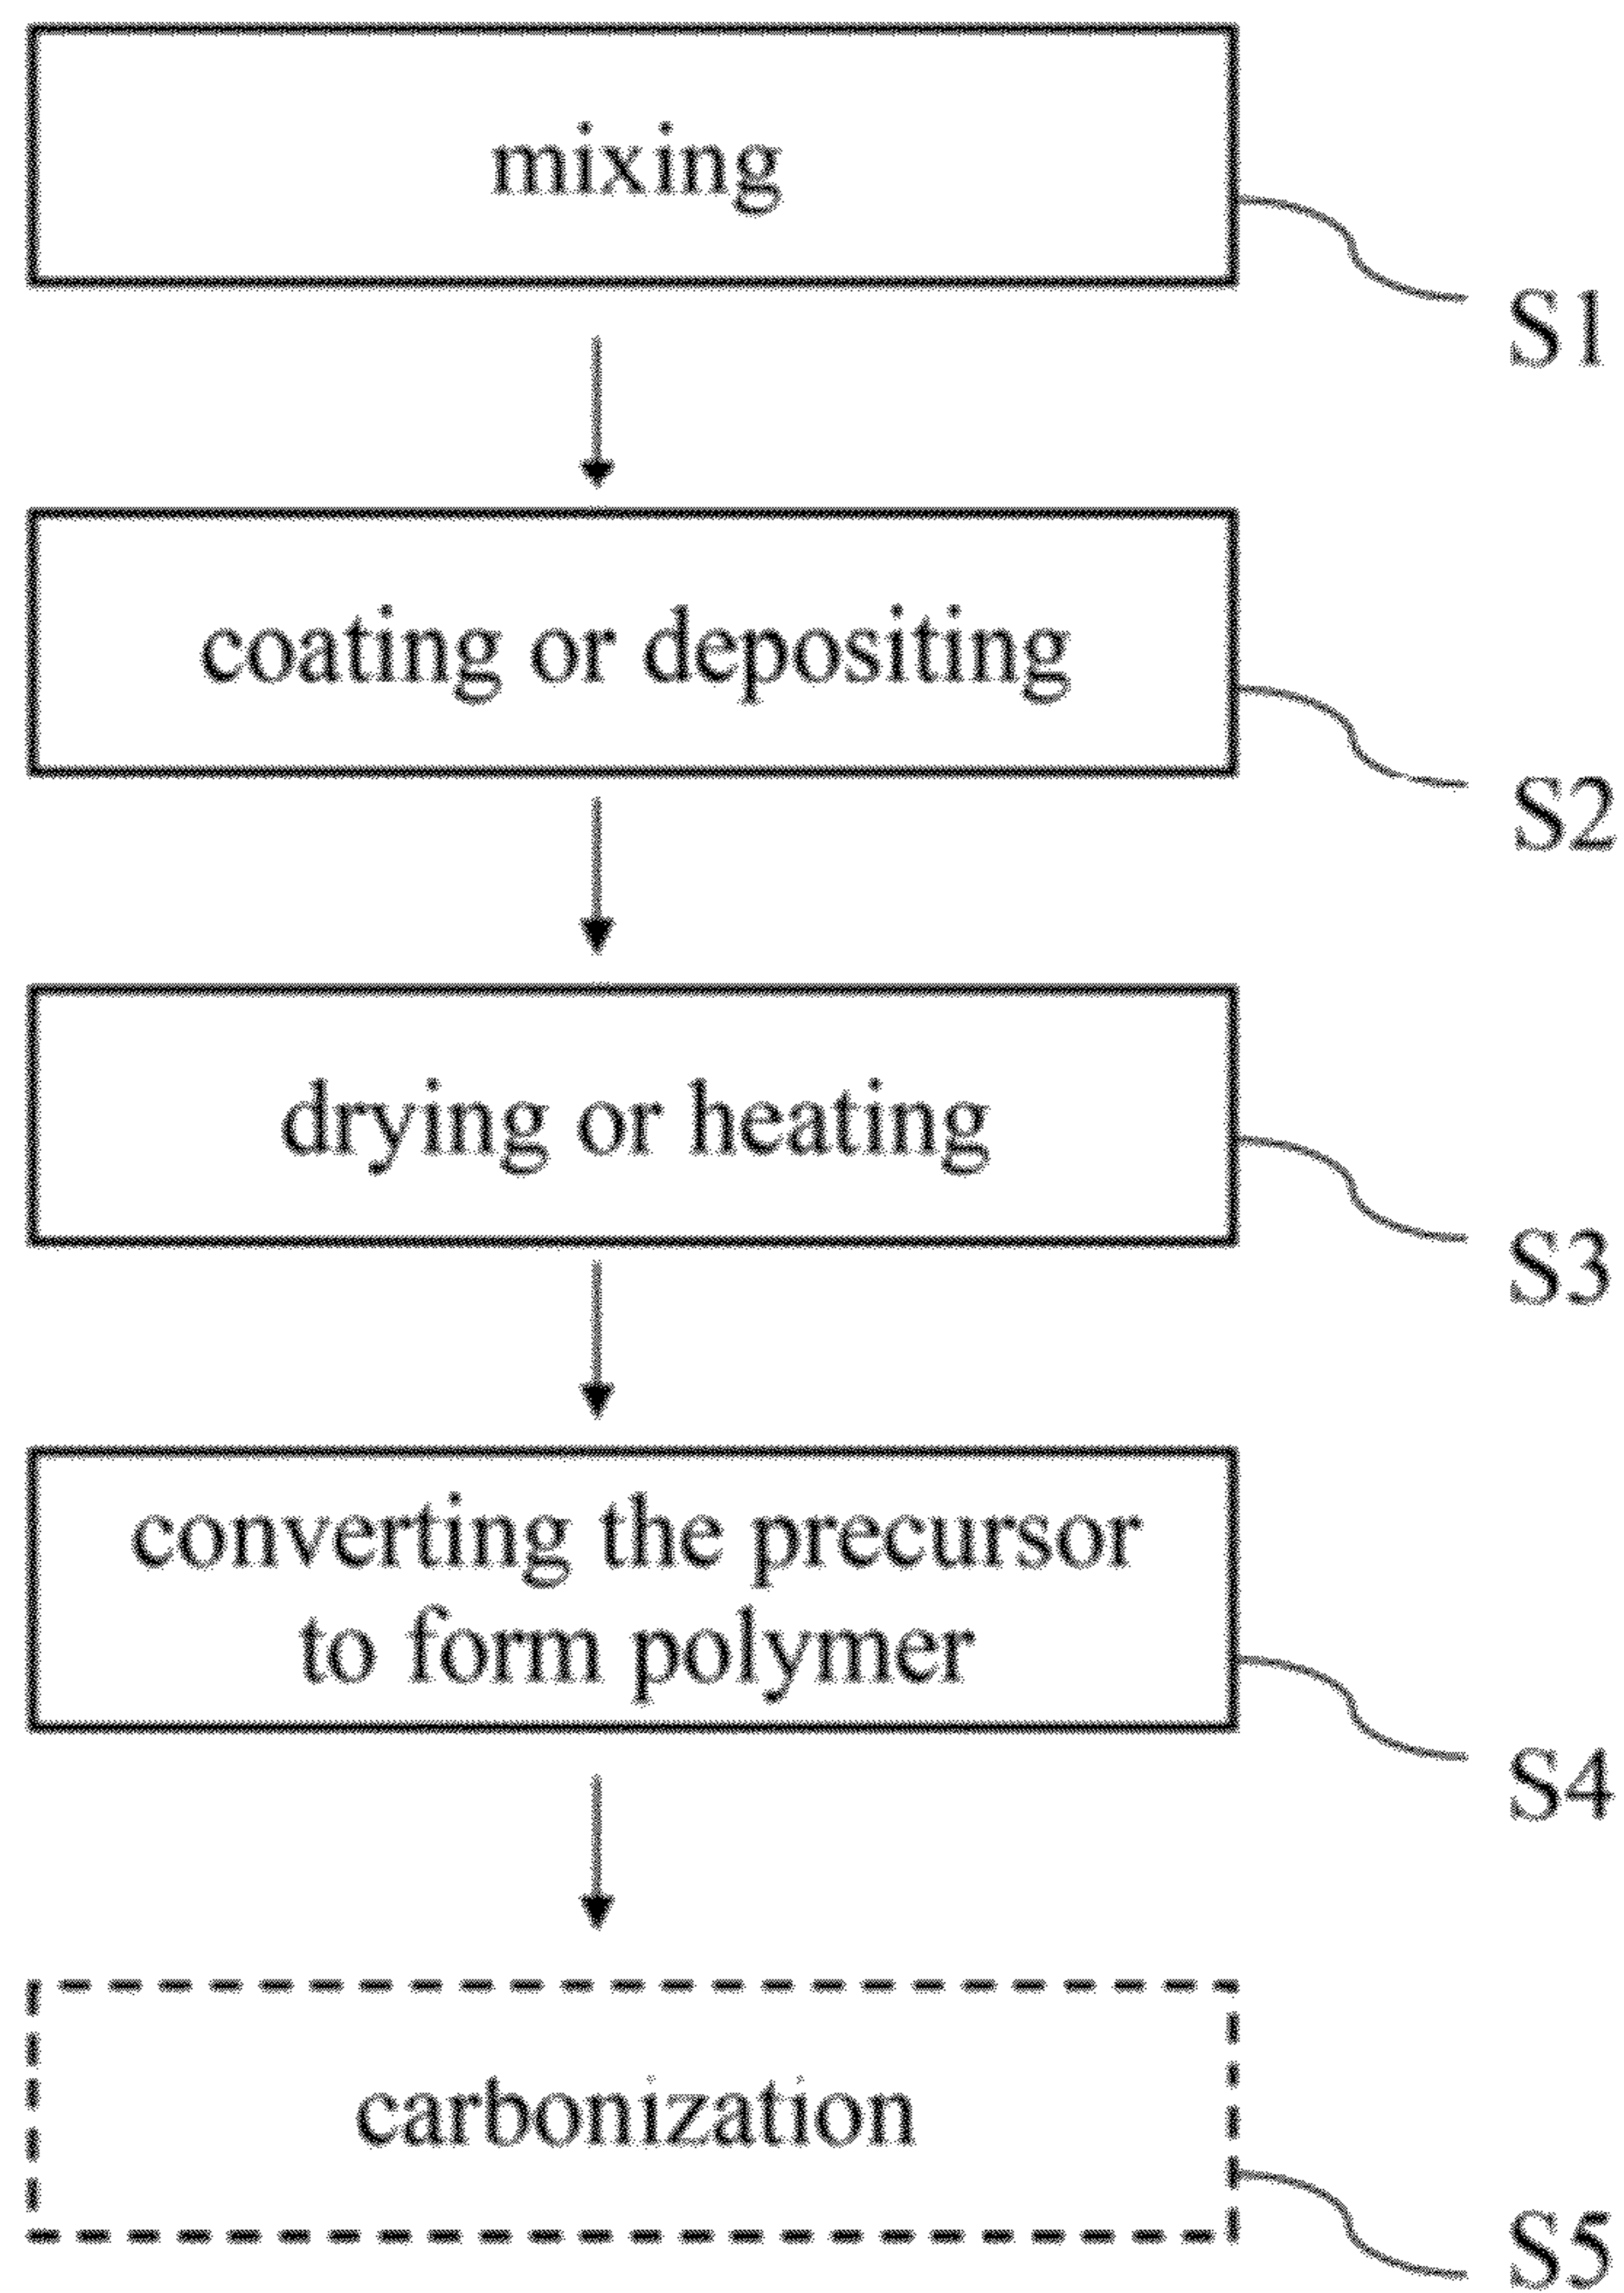 mixing
S1
coating or depositing
S2
drying or heating
S3
converting the precursor
to form polymer
S4
carbonization
S5